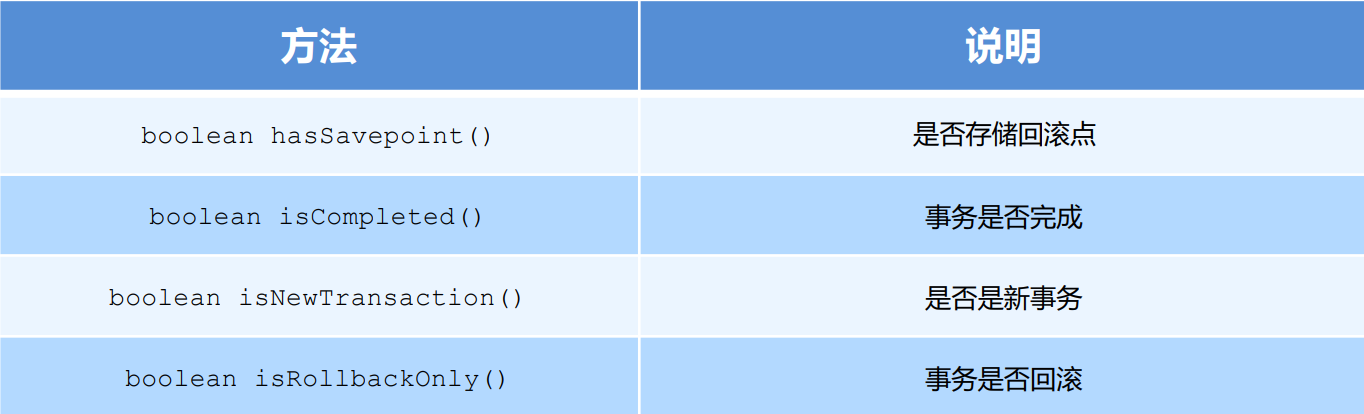 方法 说明
boolean hasSavepoint() 是否存储回滚点
boolean isCompleted() 事务是否完成
boolean isNewTransaction() 是否是新事务
boolean isRollbackOnly() 事务是否回滚